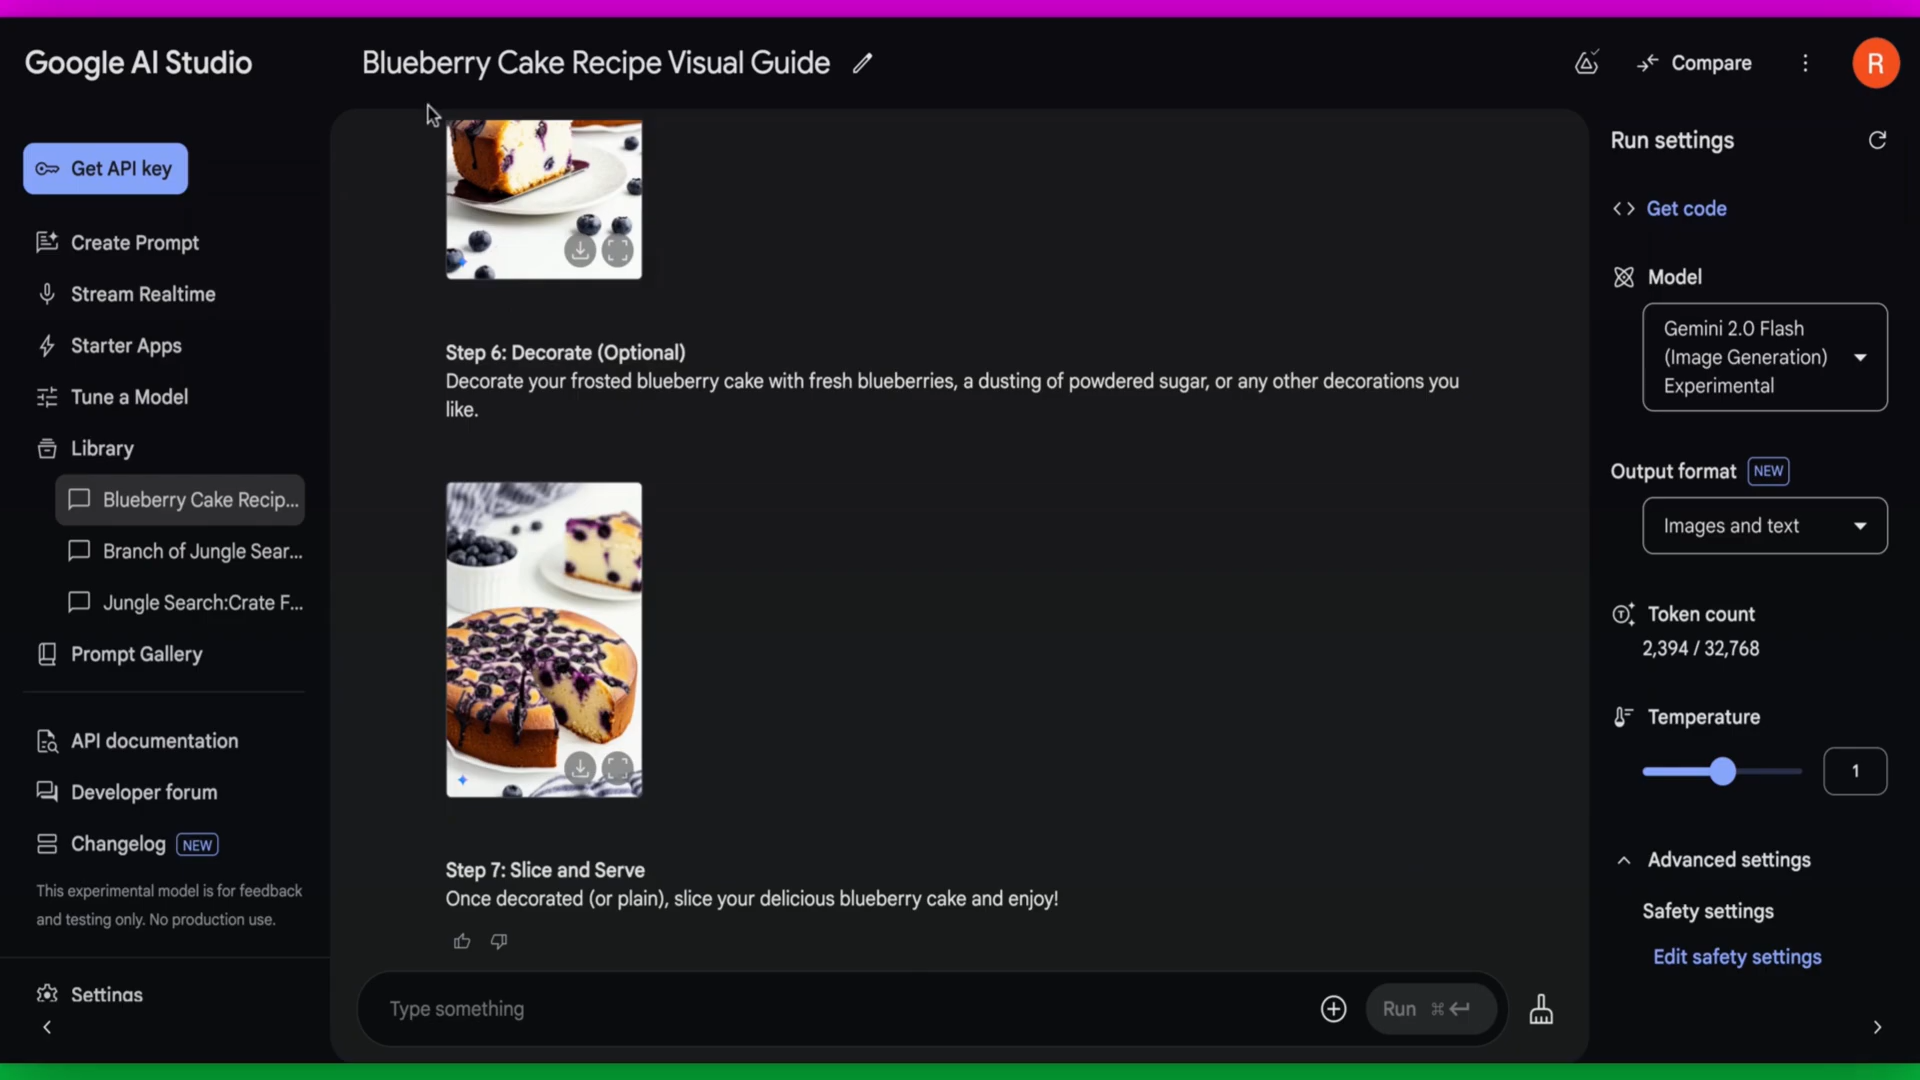 Google AI Studio
Blueberry Cake Recipe Visual Guide
Compare
R
Get API key
Create Prompt
Stream Realtime
Starter Apps
Tune a Model
Library
Blueberry Cake Recip...
Branch of Jungle Sear...
Jungle Search:Crate F...
Prompt Gallery
API documentation
Developer forum
Changelog NEW
This experimental model is for feedback
and testing only. No production use.
Settings
Step 6: Decorate (Optional)
Decorate your frosted blueberry cake with fresh blueberries, a dusting of powdered sugar, or any other decorations you
like.
Step 7: Slice and Serve
Once decorated (or plain), slice your delicious blueberry cake and enjoy!
Type something
Run ⌘↵
Run settings
Get code
Model
Gemini 2.0 Flash
(Image Generation)
Experimental
Output format NEW
Images and text
Token count
2,394 / 32,768
Temperature
1
Advanced settings
Safety settings
Edit safety settings